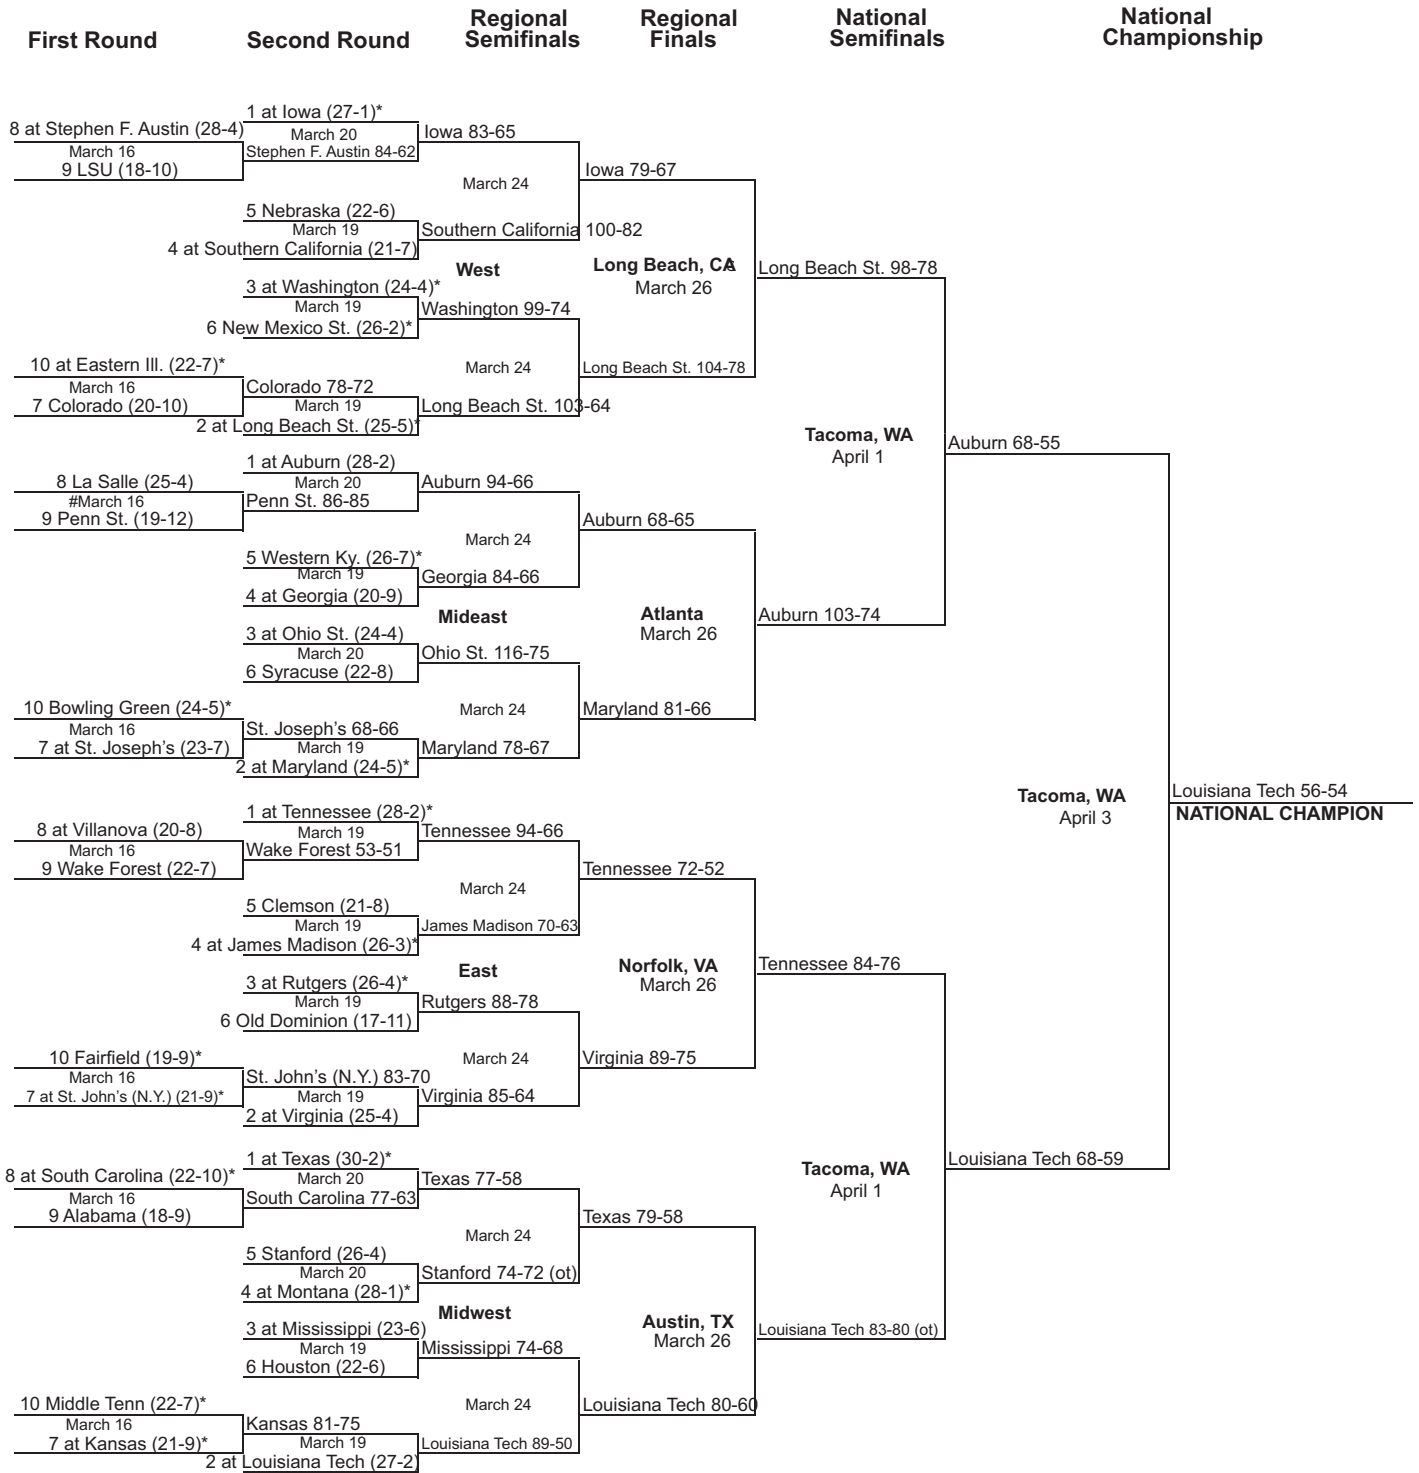 First Round
Second Round
Regional
Semifinals
Regional
Finals
National
Semifinals
National
Championship
1 at Iowa (27-1)*
8 at Stephen F. Austin (28-4)
March 20
Iowa 83-65
March 16
Stephen F. Austin 84-62
9 LSU (18-10)
Iowa 79-67
March 24
5 Nebraska (22-6)
March 19
Southern California 100-82
4 at Southern California (21-7)
West
Long Beach, CA
March 26
Long Beach St. 98-78
3 at Washington (24-4)*
March 19
Washington 99-74
6 New Mexico St. (26-2)*
10 at Eastern Ill. (22-7)*
March 24
Long Beach St. 104-78
March 16
Colorado 78-72
7 Colorado (20-10)
March 19
Long Beach St. 103-64
2 at Long Beach St. (25-5)*
Tacoma, WA
April 1
Auburn 68-55
1 at Auburn (28-2)
8 La Salle (25-4)
March 20
Auburn 94-66
#March 16
Penn St. 86-85
9 Penn St. (19-12)
Auburn 68-65
March 24
5 Western Ky. (26-7)*
March 19
Georgia 84-66
4 at Georgia (20-9)
Mideast
Atlanta
March 26
Auburn 103-74
3 at Ohio St. (24-4)
March 20
Ohio St. 116-75
6 Syracuse (22-8)
10 Bowling Green (24-5)*
March 24
Maryland 81-66
March 16
St. Joseph's 68-66
7 at St. Joseph's (23-7)
March 19
Maryland 78-67
2 at Maryland (24-5)*
Tacoma, WA
April 3
Louisiana Tech 56-54
NATIONAL CHAMPION
1 at Tennessee (28-2)*
8 at Villanova (20-8)
March 19
Tennessee 94-66
March 16
Wake Forest 53-51
9 Wake Forest (22-7)
Tennessee 72-52
March 24
5 Clemson (21-8)
March 19
James Madison 70-63
4 at James Madison (26-3)*
East
Norfolk, VA
March 26
Tennessee 84-76
3 at Rutgers (26-4)*
March 19
Rutgers 88-78
6 Old Dominion (17-11)
10 Fairfield (19-9)*
March 24
Virginia 89-75
March 16
St. John's (N.Y.) 83-70
7 at St. John's (N.Y.) (21-9)*
March 19
Virginia 85-64
2 at Virginia (25-4)
Tacoma, WA
April 1
Louisiana Tech 68-59
1 at Texas (30-2)*
8 at South Carolina (22-10)*
March 20
Texas 77-58
March 16
South Carolina 77-63
9 Alabama (18-9)
Texas 79-58
March 24
5 Stanford (26-4)
March 20
Stanford 74-72 (ot)
4 at Montana (28-1)*
Midwest
Austin, TX
March 26
Louisiana Tech 83-80 (ot)
3 at Mississippi (23-6)
March 19
Mississippi 74-68
6 Houston (22-6)
10 Middle Tenn (22-7)*
March 24
Louisiana Tech 80-60
March 16
Kansas 81-75
7 at Kansas (21-9)*
March 19
Louisiana Tech 89-50
2 at Louisiana Tech (27-2)